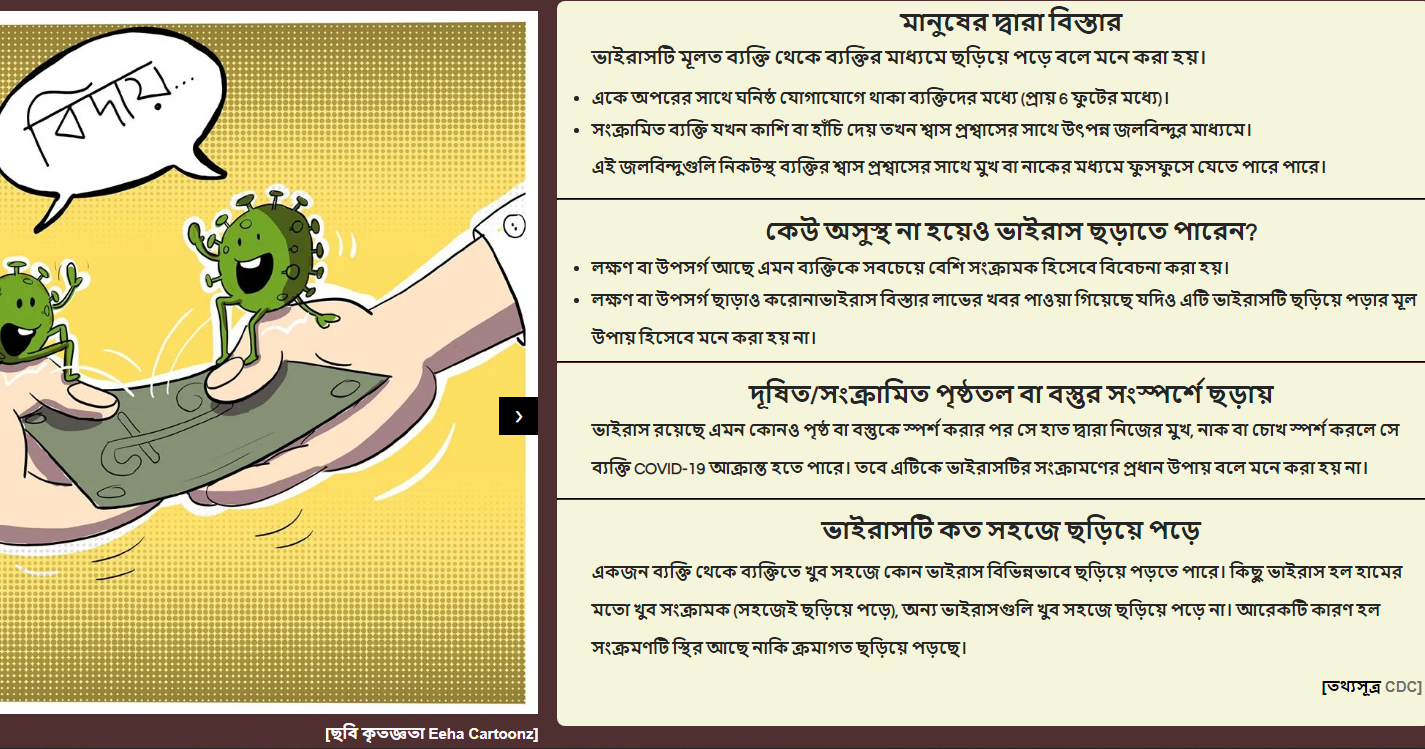 বিদায়...
[ছবি কৃতজ্ঞতা Eeha Cartoonz]
মানুষের দ্বারা বিস্তার
ভাইরাসটি মূলত ব্যক্তি থেকে ব্যক্তির মাধ্যমে ছড়িয়ে পড়ে বলে মনে করা হয়।
• একে অপরের সাথে ঘনিষ্ঠ যোগাযোগে থাকা ব্যক্তিদের মধ্যে (প্রায় 6 ফুটের মধ্যে)।
• সংক্রামিত ব্যক্তি যখন কাশি বা হাঁচি দেয় তখন শ্বাস প্রশ্বাসের সাথে উৎপন্ন জলবিন্দুর মাধ্যমে।
এই জলবিন্দুগুলি নিকটস্থ ব্যক্তির শ্বাস প্রশ্বাসের সাথে মুখ বা নাকের মধ্যমে ফুসফুসে যেতে পারে পারে।
কেউ অসুস্থ না হয়েও ভাইরাস ছড়াতে পারেন?
• লক্ষণ বা উপসর্গ আছে এমন ব্যক্তিকে সবচেয়ে বেশি সংক্রামক হিসেবে বিবেচনা করা হয়।
• লক্ষণ বা উপসর্গ ছাড়াও করোনাভাইরাস বিস্তার লাভের খবর পাওয়া গিয়েছে যদিও এটি ভাইরাসটি ছড়িয়ে পড়ার মূল
উপায় হিসেবে মনে করা হয় না।
দূষিত/সংক্রামিত পৃষ্ঠতল বা বস্তুর সংস্পর্শে ছড়ায়
ভাইরাস রয়েছে এমন কোনও পৃষ্ঠ বা বস্তুকে স্পর্শ করার পর সে হাত দ্বারা নিজের মুখ, নাক বা চোখ স্পর্শ করলে সে
ব্যক্তি COVID-19 আক্রান্ত হতে পারে। তবে এটিকে ভাইরাসটির সংক্রামণের প্রধান উপায় বলে মনে করা হয় না।
ভাইরাসটি কত সহজে ছড়িয়ে পড়ে
একজন ব্যক্তি থেকে ব্যক্তিতে খুব সহজে কোন ভাইরাস বিভিন্নভাবে ছড়িয়ে পড়তে পারে। কিছু ভাইরাস হল হামের
মতো খুব সংক্রামক (সহজেই ছড়িয়ে পড়ে), অন্য ভাইরাসগুলি খুব সহজে ছড়িয়ে পড়ে না। আরেকটি কারণ হল
সংক্রমণটি স্থির আছে নাকি ক্রমাগত ছড়িয়ে পড়ছে।
[তথ্যসূত্র CDC]